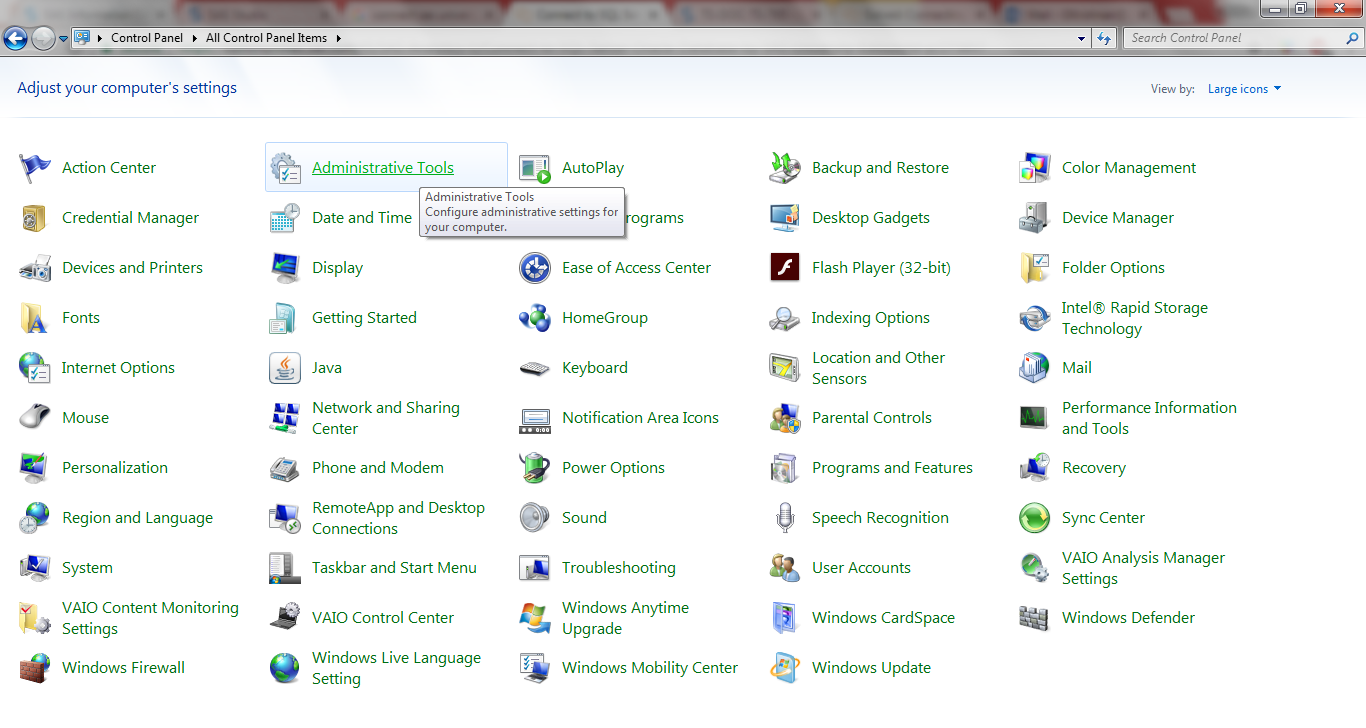 Control Panel All Control Panel Items
Search Control Panel
Adjust your computer's settings
View by: Large icons
Action Center
Administrative Tools
AutoPlay
Backup and Restore
Color Management
Administrative Tools
Configure administrative settings for
your computer.
Credential Manager
Date and Time
rograms
Desktop Gadgets
Device Manager
Devices and Printers
Display
Ease of Access Center
Flash Player (32-bit)
Folder Options
Fonts
Getting Started
HomeGroup
Indexing Options
Intel® Rapid Storage
Technology
Internet Options
Java
Keyboard
Location and Other
Sensors
Mail
Mouse
Network and Sharing
Center
Notification Area Icons
Parental Controls
Performance Information
and Tools
Personalization
Phone and Modem
Power Options
Programs and Features
Recovery
Region and Language
RemoteApp and Desktop
Connections
Sound
Speech Recognition
Sync Center
System
Taskbar and Start Menu
Troubleshooting
User Accounts
VAIO Analysis Manager
Settings
VAIO Content Monitoring
Settings
VAIO Control Center
Windows Anytime
Upgrade
Windows CardSpace
Windows Defender
Windows Firewall
Windows Live Language
Setting
Windows Mobility Center
Windows Update